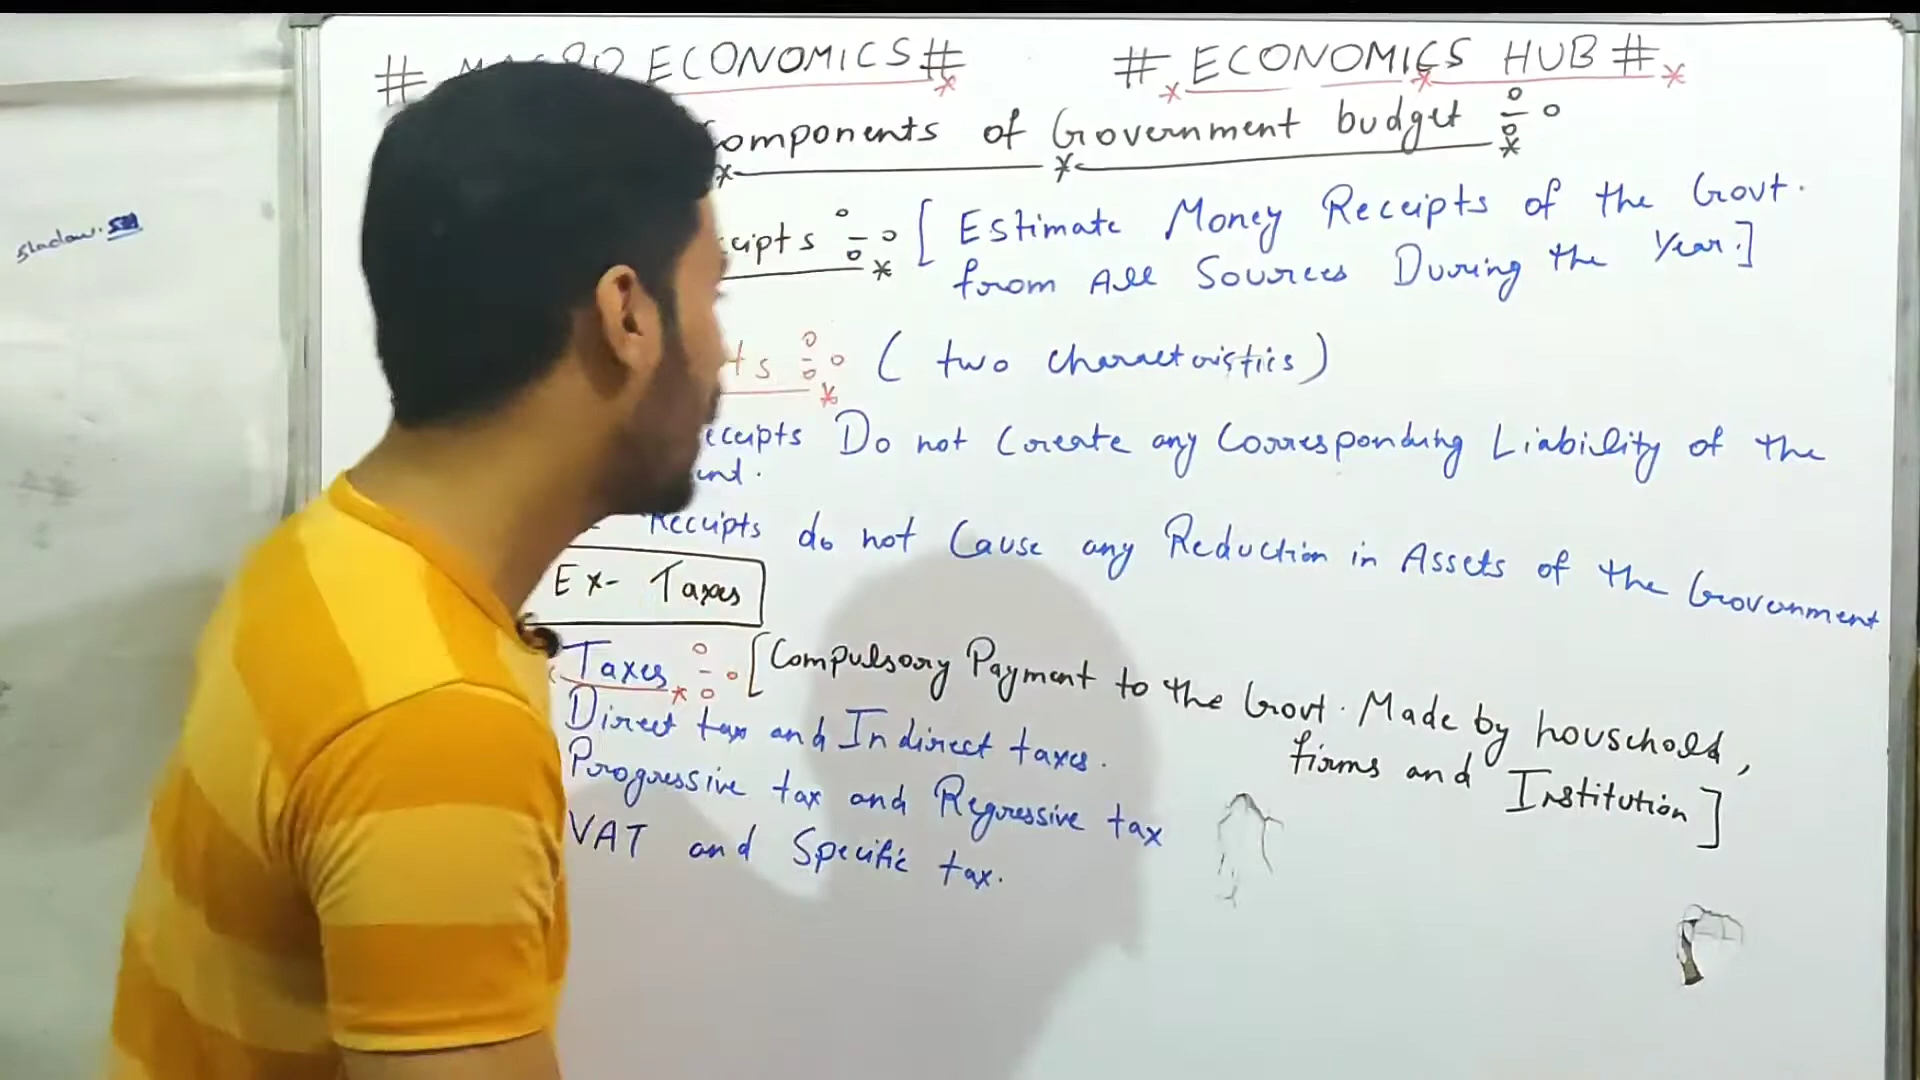 # ECONOMICS #
# ECONOMICS HUB #
omponents of Government budget
eipts [Estimate Money Receipts of the Govt.
from All Sources During the Year.]
ts (two charactoristics)
eceipts Do not Create any Corresponding Liability of the
Receipts do not Cause any Reduction in Assets of the Government
Ex- Taxes
Taxes [Compulsory Payment to the Govt. Made by household,
firms and Institution]
Direct tax and Indirect taxes.
Progressive tax and Regressive tax
VAT and Specific tax.